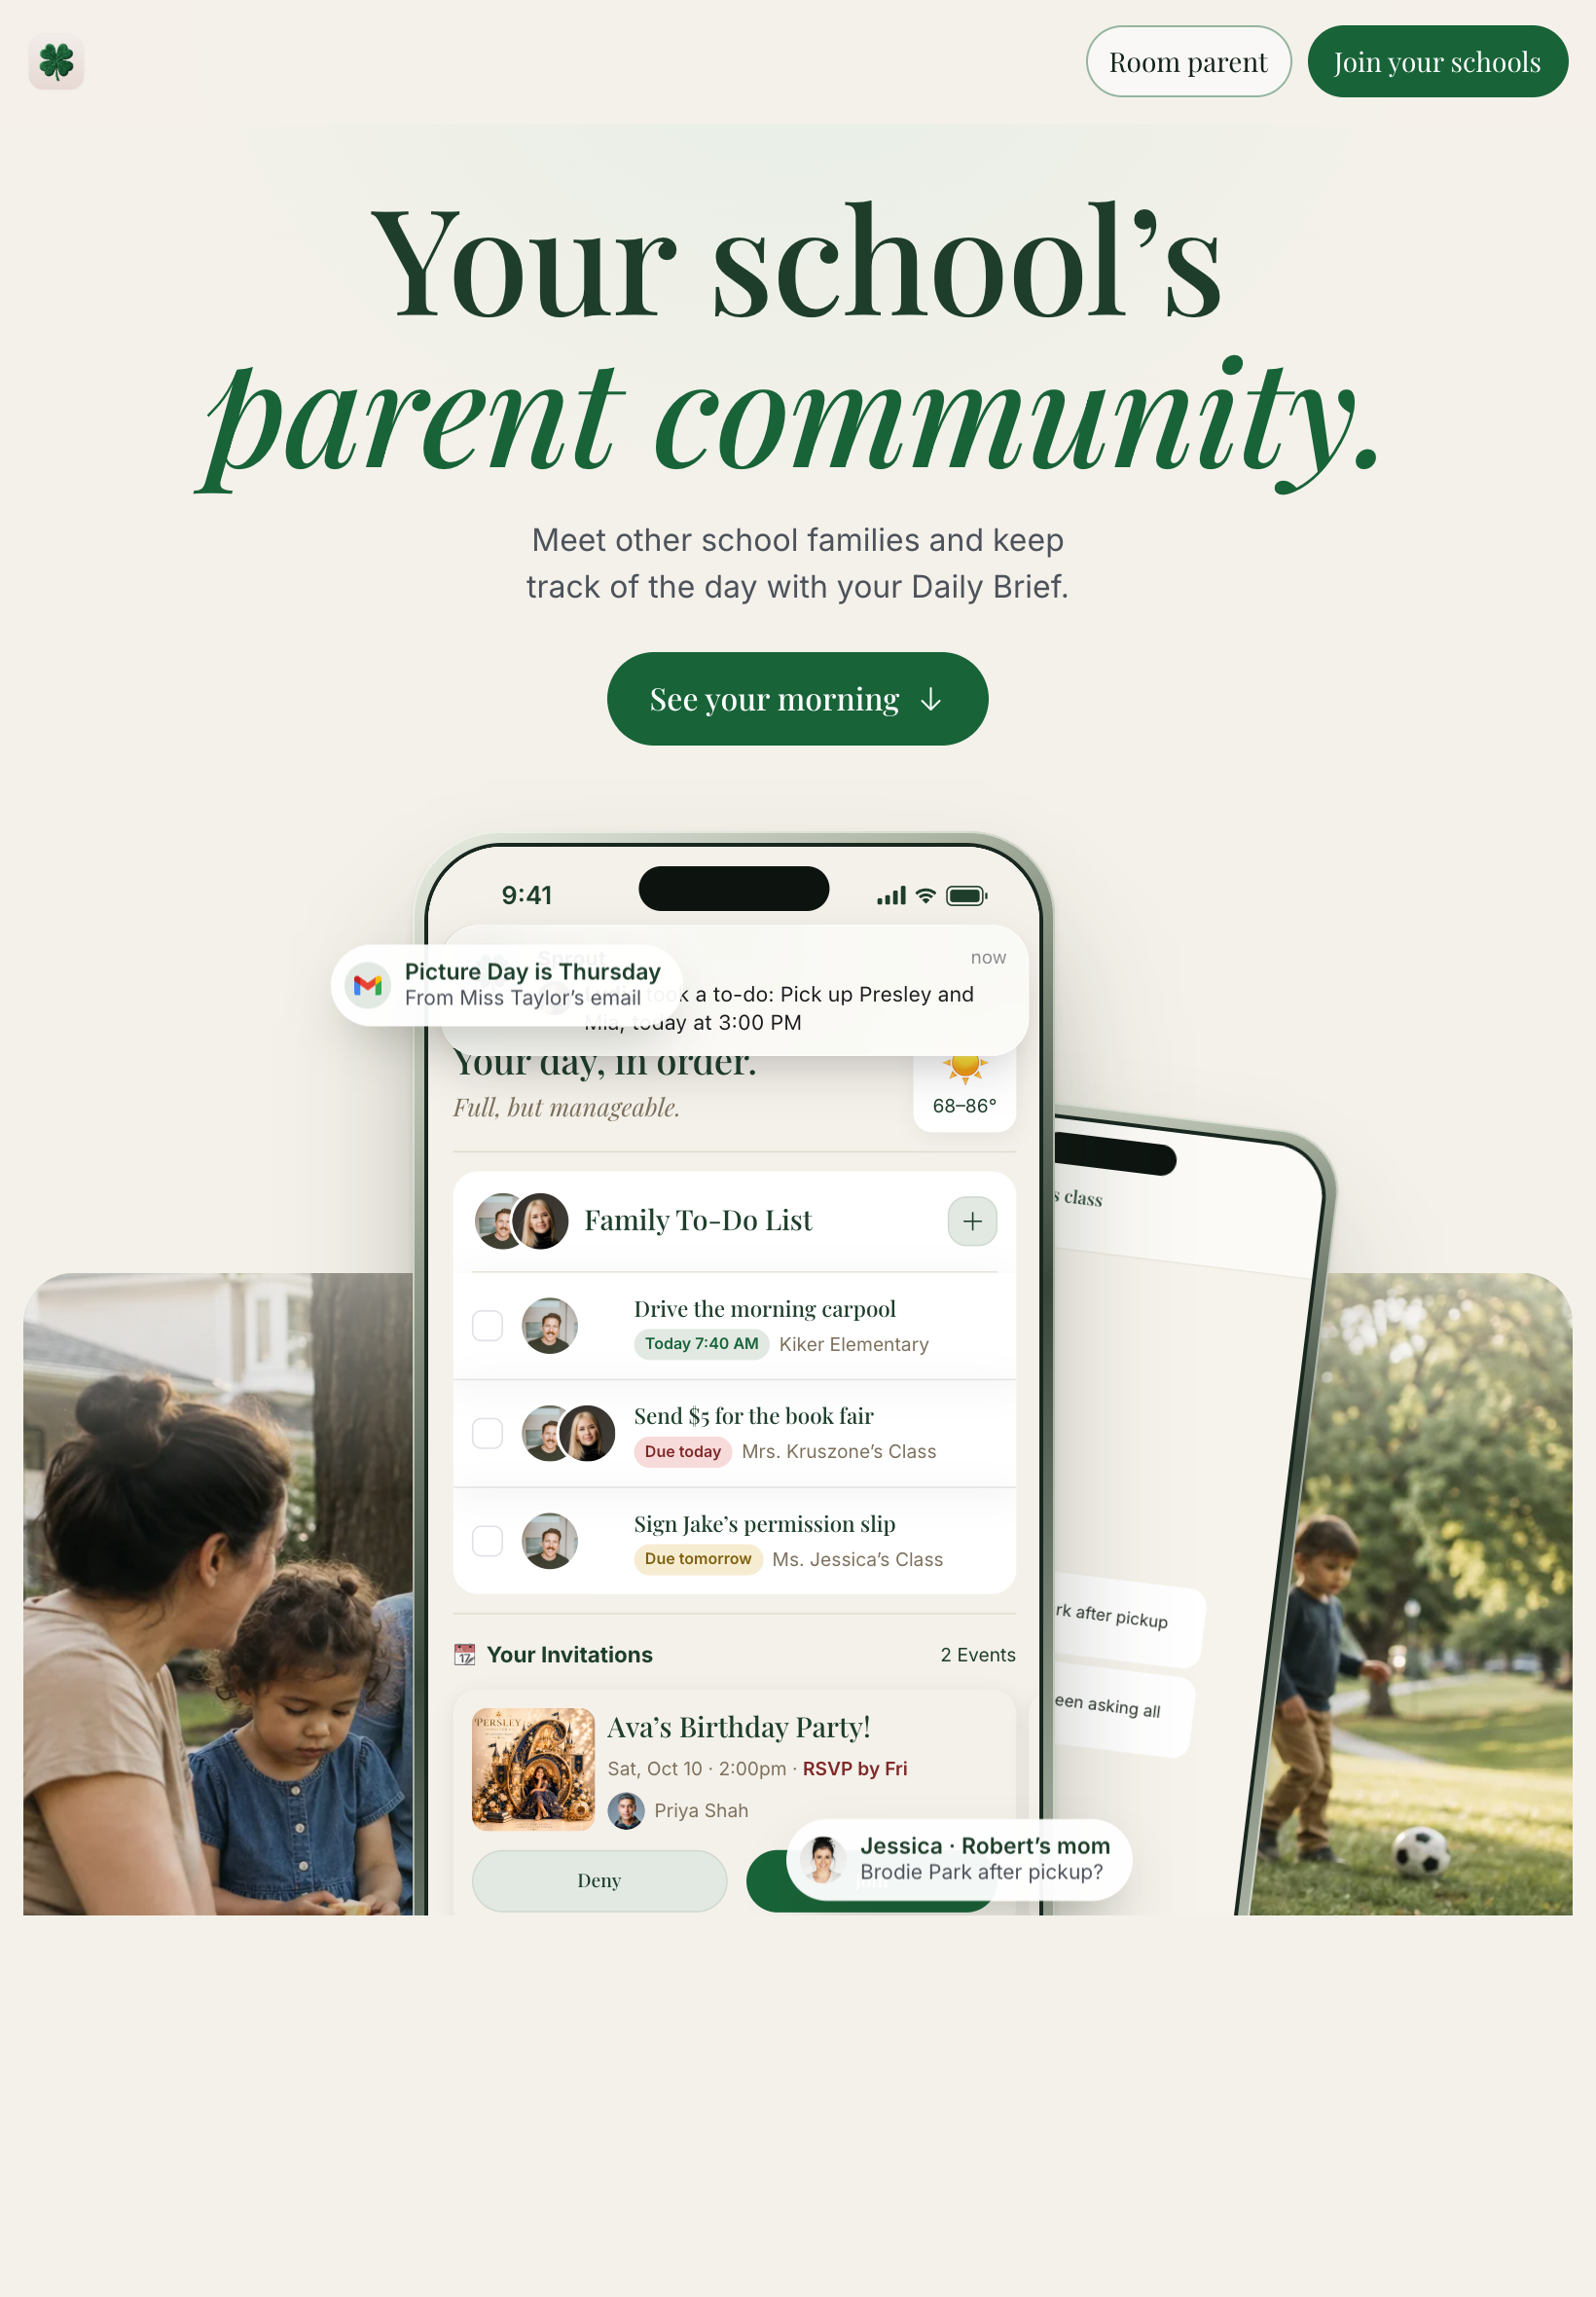 Room parent
Join your schools
Your school’s
parent community.
Meet other school families and keep
track of the day with your Daily Brief.
See your morning
9:41
Picture Day is Thursday
From Miss Taylor’s email
Sprout
now
took a to-do: Pick up Presley and
Mia, today at 3:00 PM
Your day, in order.
Full, but manageable.
68–86°
Family To-Do List
Drive the morning carpool
Today 7:40 AM Kiker Elementary
Send $5 for the book fair
Due today Mrs. Kruszone’s Class
Sign Jake’s permission slip
Due tomorrow Ms. Jessica’s Class
17
Your Invitations
2 Events
PERSLEY
6
Ava’s Birthday Party!
Sat, Oct 10 · 2:00pm · RSVP by Fri
Priya Shah
Deny
Jessica · Robert’s mom
Brodie Park after pickup?
s class
rk after pickup
een asking all